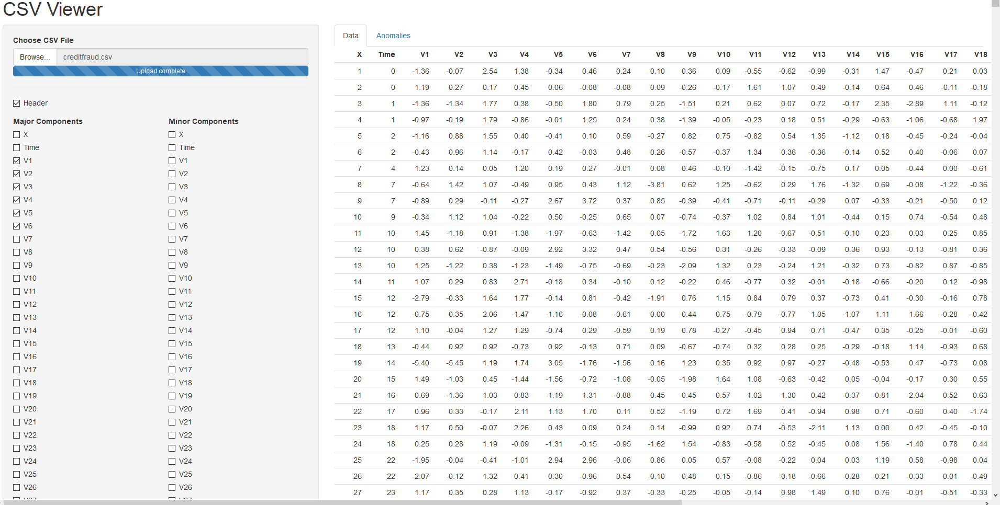 CSV Viewer
Choose CSV File
Browse... creditfraud.csv
Upload complete
Header
Major Components Minor Components
X X
Time Time
V1 V1
V2 V2
V3 V3
V4 V4
V5 V5
V6 V6
V7 V7
V8 V8
V9 V9
V10 V10
V11 V11
V12 V12
V13 V13
V14 V14
V15 V15
V16 V16
V17 V17
V18 V18
V19 V19
V20 V20
V21 V21
V22 V22
V23 V23
V24 V24
V25 V25
V26 V26
V27 V27
Data Anomalies
X Time V1 V2 V3 V4 V5 V6 V7 V8 V9 V10 V11 V12 V13 V14 V15 V16 V17 V18
1 0 -1.36 -0.07 2.54 1.38 -0.34 0.46 0.24 0.10 0.36 0.09 -0.55 -0.62 -0.99 -0.31 1.47 -0.47 0.21 0.03
2 0 1.19 0.27 0.17 0.45 0.06 -0.08 -0.08 0.09 -0.26 -0.17 1.61 1.07 0.49 -0.14 0.64 0.46 -0.11 -0.18
3 1 -1.36 -1.34 1.77 0.38 -0.50 1.80 0.79 0.25 -1.51 0.21 0.62 0.07 0.72 -0.17 2.35 -2.89 1.11 -0.12
4 1 -0.97 -0.19 1.79 -0.86 -0.01 1.25 0.24 0.38 -1.39 -0.05 -0.23 0.18 0.51 -0.29 -0.63 -1.06 -0.68 1.97
5 2 -1.16 0.88 1.55 0.40 -0.41 0.10 0.59 -0.27 0.82 0.75 -0.82 0.54 1.35 -1.12 0.18 -0.45 -0.24 -0.04
6 2 -0.43 0.96 1.14 -0.17 0.42 -0.03 0.48 0.26 -0.57 -0.37 1.34 0.36 -0.36 -0.14 0.52 0.40 -0.06 0.07
7 4 1.23 0.14 0.05 1.20 0.19 0.27 -0.01 0.08 0.46 -0.10 -1.42 -0.15 -0.75 0.17 0.05 -0.44 0.00 -0.61
8 7 -0.64 1.42 1.07 -0.49 0.95 0.43 1.12 -3.81 0.62 1.25 -0.62 0.29 1.76 -1.32 0.69 -0.08 -1.22 -0.36
9 7 -0.89 0.29 -0.11 -0.27 2.67 3.72 0.37 0.85 -0.39 -0.41 -0.71 -0.11 -0.29 0.07 -0.33 -0.21 -0.50 0.12
10 9 -0.34 1.12 1.04 -0.22 0.50 -0.25 0.65 0.07 -0.74 -0.37 1.02 0.84 1.01 -0.44 0.15 0.74 -0.54 0.48
11 10 1.45 -1.18 0.91 -1.38 -1.97 -0.63 -1.42 0.05 -1.72 1.63 1.20 -0.67 -0.51 -0.10 0.23 0.03 0.25 0.85
12 10 0.38 0.62 -0.87 -0.09 2.92 3.32 0.47 0.54 -0.56 0.31 -0.26 -0.33 -0.09 0.36 0.93 -0.13 -0.81 0.36
13 10 1.25 -1.22 0.38 -1.23 -1.49 -0.75 -0.69 -0.23 -2.09 1.32 0.23 -0.24 1.21 -0.32 0.73 -0.82 0.87 -0.85
14 11 1.07 0.29 0.83 2.71 -0.18 0.34 -0.10 0.12 -0.22 0.46 -0.77 0.32 -0.01 -0.18 -0.66 -0.20 0.12 -0.98
15 12 -2.79 -0.33 1.64 1.77 -0.14 0.81 -0.42 -1.91 0.76 1.15 0.84 0.79 0.37 -0.73 0.41 -0.30 -0.16 0.78
16 12 -0.75 0.35 2.06 -1.47 -1.16 -0.08 -0.61 0.00 -0.44 0.75 -0.79 -0.77 1.05 -1.07 1.11 1.66 -0.28 -0.42
17 12 1.10 -0.04 1.27 1.29 -0.74 0.29 -0.59 0.19 0.78 -0.27 -0.45 0.94 0.71 -0.47 0.35 -0.25 -0.01 -0.60
18 13 -0.44 0.92 0.92 -0.73 0.92 -0.13 0.71 0.09 -0.67 -0.74 0.32 0.28 0.25 -0.29 -0.18 1.14 -0.93 0.68
19 14 -5.40 -5.45 1.19 1.74 3.05 -1.76 -1.56 0.16 1.23 0.35 0.92 0.97 -0.27 -0.48 -0.53 0.47 -0.73 0.08
20 15 1.49 -1.03 0.45 -1.44 -1.56 -0.72 -1.08 -0.05 -1.98 1.64 1.08 -0.63 -0.42 0.05 -0.04 -0.17 0.30 0.55
21 16 0.69 -1.36 1.03 0.83 -1.19 1.31 -0.88 0.45 -0.45 0.57 1.02 1.30 0.42 -0.37 -0.81 -2.04 0.52 0.63
22 17 0.96 0.33 -0.17 2.11 1.13 1.70 0.11 0.52 -1.19 0.72 1.69 0.41 -0.94 0.98 0.71 -0.60 0.40 -1.74
23 18 1.17 0.50 -0.07 2.26 0.43 0.09 0.24 0.14 -0.99 0.92 0.74 -0.53 -2.11 1.13 0.00 0.42 -0.45 -0.10
24 18 0.25 0.28 1.19 -0.09 -1.31 -0.15 -0.95 -1.62 1.54 -0.83 -0.58 0.52 -0.45 0.08 1.56 -1.40 0.78 0.44
25 22 -1.95 -0.04 -0.41 -1.01 2.94 2.96 -0.06 0.86 0.05 0.57 -0.08 -0.22 0.04 0.03 1.19 0.58 -0.98 0.04
26 22 -2.07 -0.12 1.32 0.41 0.30 -0.96 0.54 -0.10 0.48 0.15 -0.86 -0.18 -0.66 -0.28 -0.21 -0.33 0.01 -0.49
27 23 1.17 0.35 0.28 1.13 -0.17 -0.92 0.37 -0.33 -0.25 -0.05 -0.14 0.98 1.49 0.10 0.76 -0.01 -0.51 -0.33